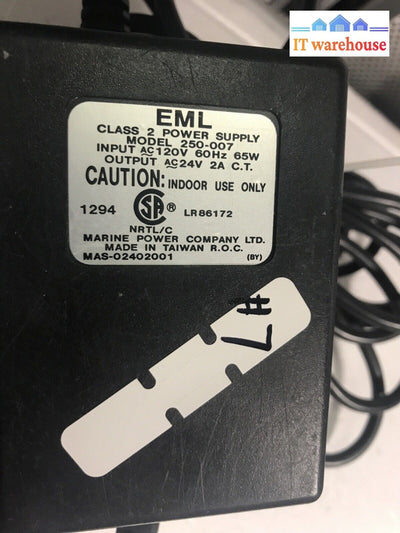 IT warehouse
EML
CLASS 2 POWER SUPPLY
MODEL 250-007
INPUT AC120V 60Hz 65W
OUTPUT AC24V 2A C.T.
CAUTION: INDOOR USE ONLY
1294 SA ® LR86172
NRTL/C
MARINE POWER COMPANY LTD.
MADE IN TAIWAN R.O.C.
MAS-02402001 (BY)